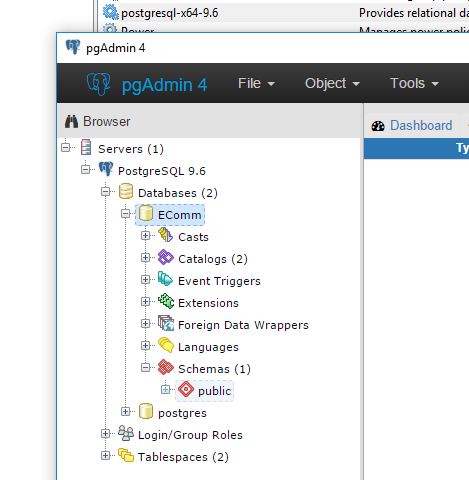 postgresql-x64-9.6 Provides relational da
Power Manages power polic
pgAdmin 4
pgAdmin 4 File Object Tools
Browser
Dashboard
Ty
Servers (1)
PostgreSQL 9.6
Databases (2)
EComm
Casts
Catalogs (2)
Event Triggers
Extensions
Foreign Data Wrappers
Languages
Schemas (1)
public
postgres
Login/Group Roles
Tablespaces (2)